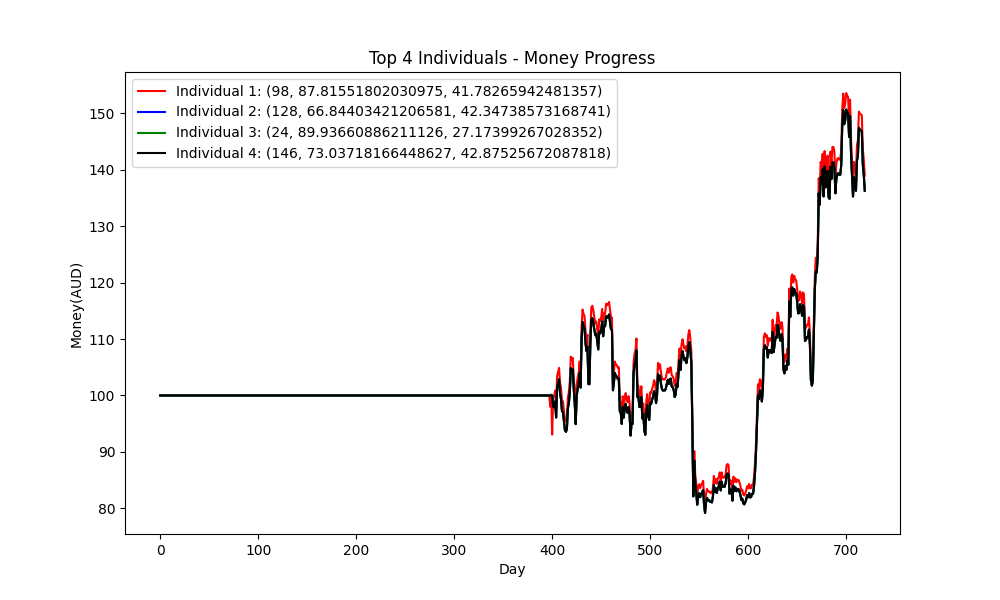 Top 4 Individuals - Money Progress
Individual 1: (98, 87.81551802030975, 41.78265942481357)
Individual 2: (128, 66.84403421206581, 42.34738573168741)
Individual 3: (24, 89.93660886211126, 27.17399267028352)
Individual 4: (146, 73.03718166448627, 42.87525672087818)
150
140
130
120
110
100
90
80
Money(AUD)
0 100 200 300 400 500 600 700
Day